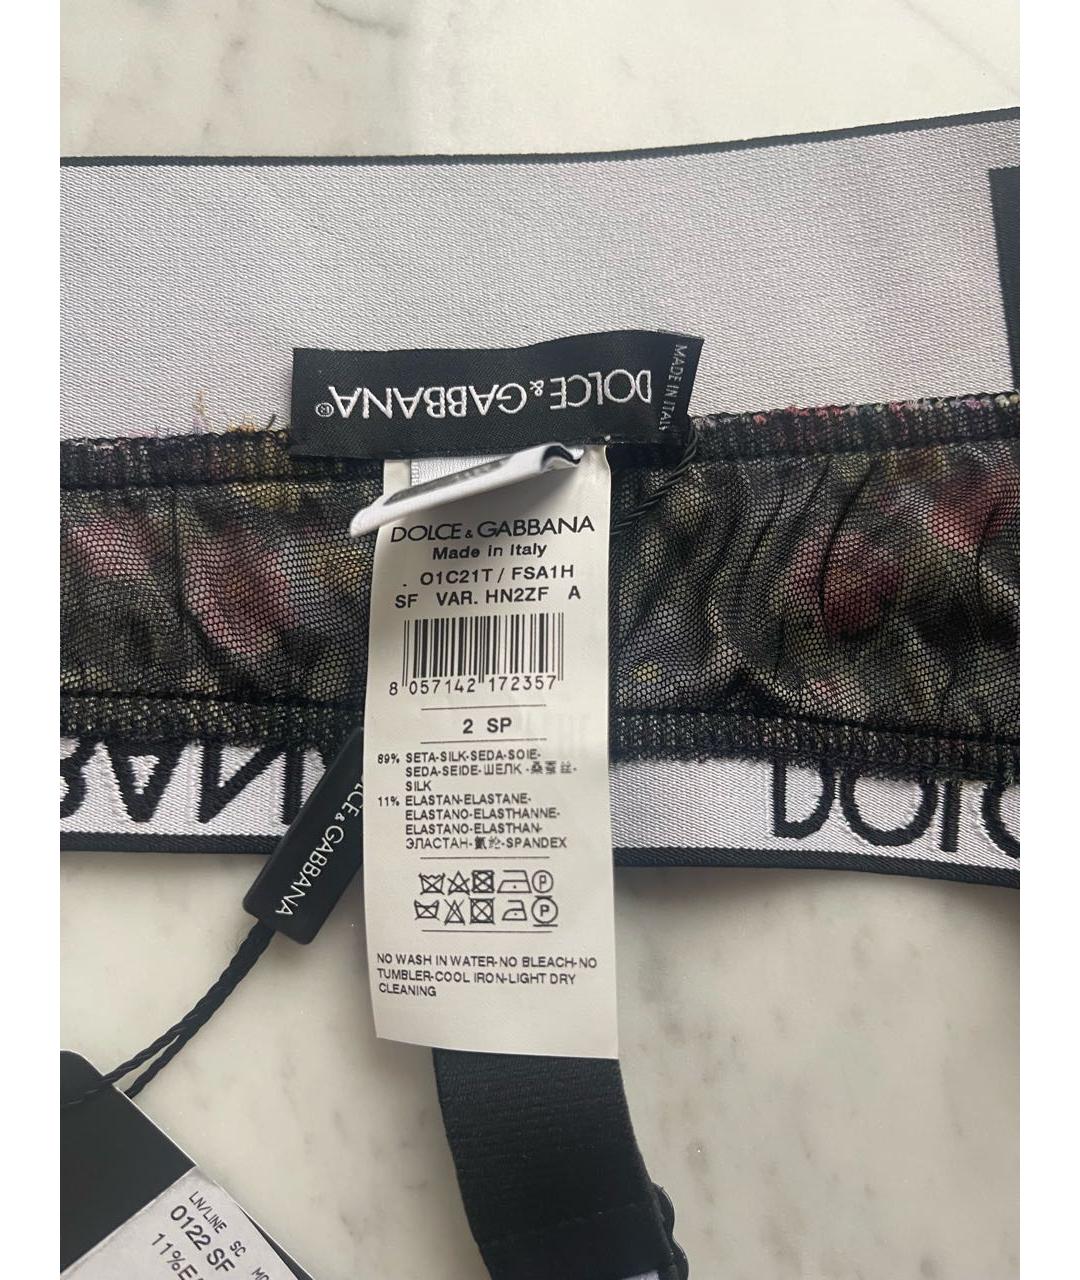 MADE IN ITALY
DOLCE&GABBANA®
DOLCE & GABBANA
Made in Italy
. O1C21T / FSA1H
SF VAR. HN2ZF A
8 057142 172357
2 SP
89% SETA-SILK-SEDA-SOIE-
SEDA-SEIDE-ШЕЛК-桑蚕丝-
SILK
11% ELASTAN-ELASTANE-
ELASTANO-ELASTHANNE-
ELASTANO-ELASTHAN-
ЭЛАСТАН-氨纶-SPANDEX
P
P
NO WASH IN WATER-NO BLEACH-NO
TUMBLER-COOL IRON-LIGHT DRY
CLEANING
DOLCE & GABBANA
LN/LINE SC
0122 SF
11%